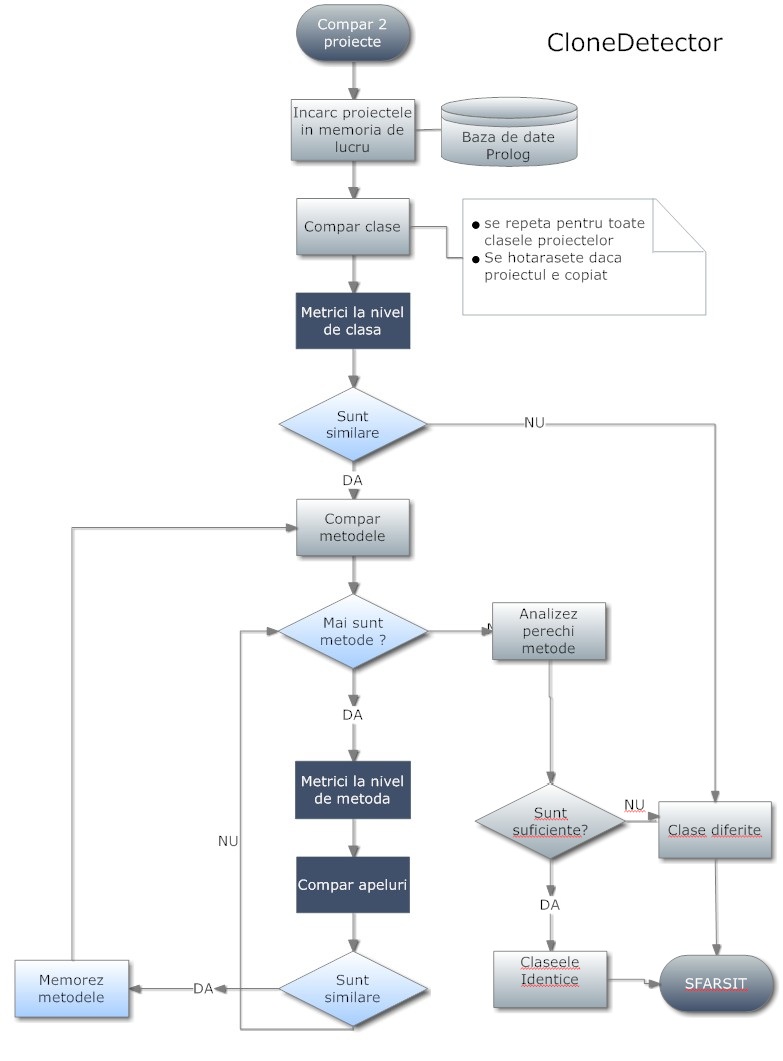 Compar 2
proiecte
CloneDetector
Incarc proiectele
in memoria de
lucru
Baza de date
Prolog
Compar clase
● se repeta pentru toate
clasele proiectelor
● Se hotaraseste daca
proiectul e copiat
Metrici la nivel
de clasa
Sunt
similare
NU
DA
Compar
metodele
Mai sunt
metode ?
Analizez
perechi
metode
DA
Metrici la nivel
de metoda
Sunt
suficiente?
NU
Clase diferite
NU
Compar apeluri
DA
Claseele
Identice
Memorez
metodele
DA
Sunt
similare
SFARSIT